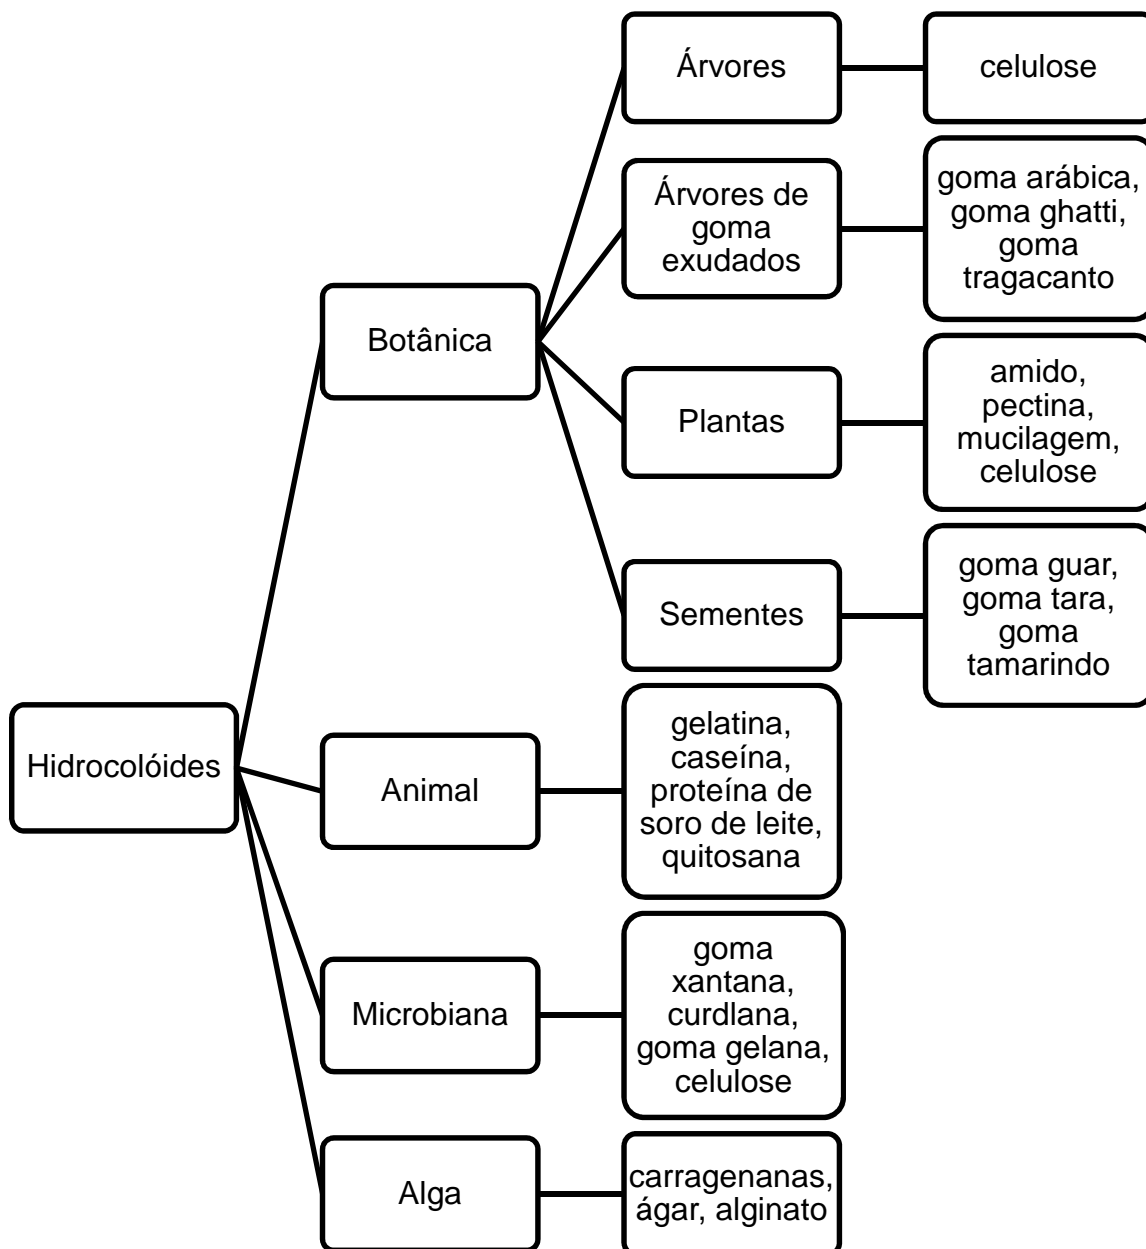 Árvores
celulose
Árvores de
goma
exudados
goma arábica,
goma ghatti,
goma
tragacanto
Botânica
Plantas
amido,
pectina,
mucilagem,
celulose
Sementes
goma guar,
goma tara,
goma
tamarindo
Hidrocolóides
Animal
gelatina,
caseína,
proteína de
soro de leite,
quitosana
Microbiana
goma
xantana,
curdlana,
goma gelana,
celulose
Alga
carragenanas,
ágar, alginato